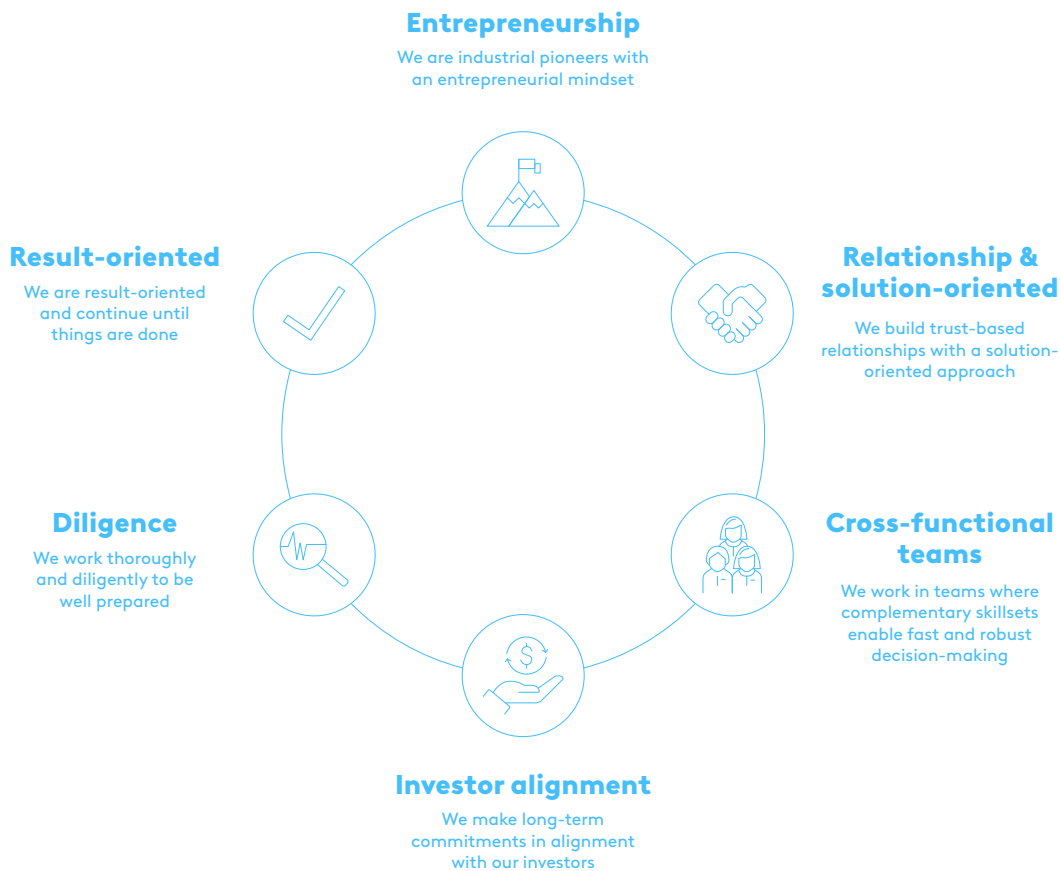 Entrepreneurship
We are industrial pioneers with
an entrepreneurial mindset
Relationship &
solution-oriented
We build trust-based
relationships with a solution-
oriented approach
Cross-functional
teams
We work in teams where
complementary skillsets
enable fast and robust
decision-making
Investor alignment
We make long-term
commitments in alignment
with our investors
Diligence
We work thoroughly
and diligently to be
well prepared
Result-oriented
We are result-oriented
and continue until
things are done
$